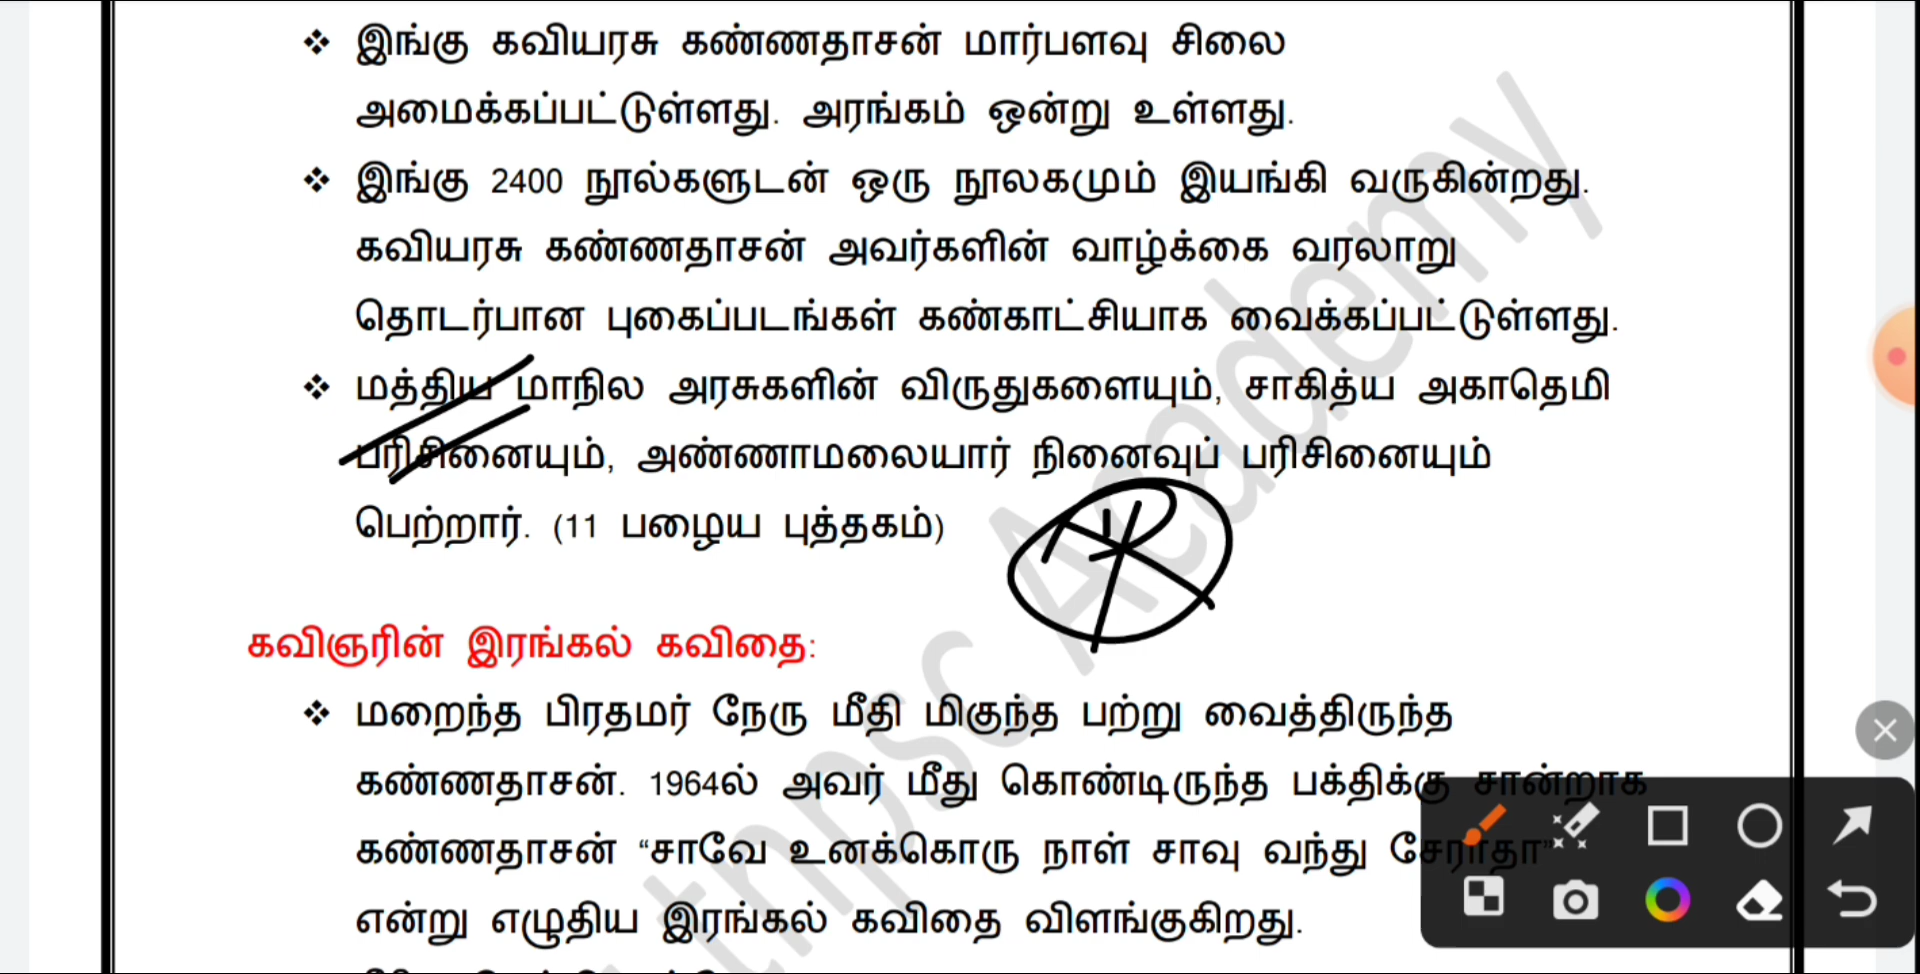 ❖ இங்கு கவியரசு கண்ணதாசன் மார்பளவு சிலை
அமைக்கப்பட்டுள்ளது. அரங்கம் ஒன்று உள்ளது.
❖ இங்கு 2400 நூல்களுடன் ஒரு நூலகமும் இயங்கி வருகின்றது.
கவியரசு கண்ணதாசன் அவர்களின் வாழ்க்கை வரலாறு
தொடர்பான புகைப்படங்கள் கண்காட்சியாக வைக்கப்பட்டுள்ளது.
❖ மத்திய மாநில அரசுகளின் விருதுகளையும், சாகித்ய அகாதெமி
பரிசினையும், அண்ணாமலையார் நினைவுப் பரிசினையும்
பெற்றார். (11 பழைய புத்தகம்)
கவிஞரின் இரங்கல் கவிதை:
❖ மறைந்த பிரதமர் நேரு மீதி மிகுந்த பற்று வைத்திருந்த
கண்ணதாசன். 1964ல் அவர் மீது கொண்டிருந்த பக்திக்கு சான்றாக
கண்ணதாசன் “சாவே உனக்கொரு நாள் சாவு வந்து சேராதா”
என்று எழுதிய இரங்கல் கவிதை விளங்குகிறது.
tnpsc Academy